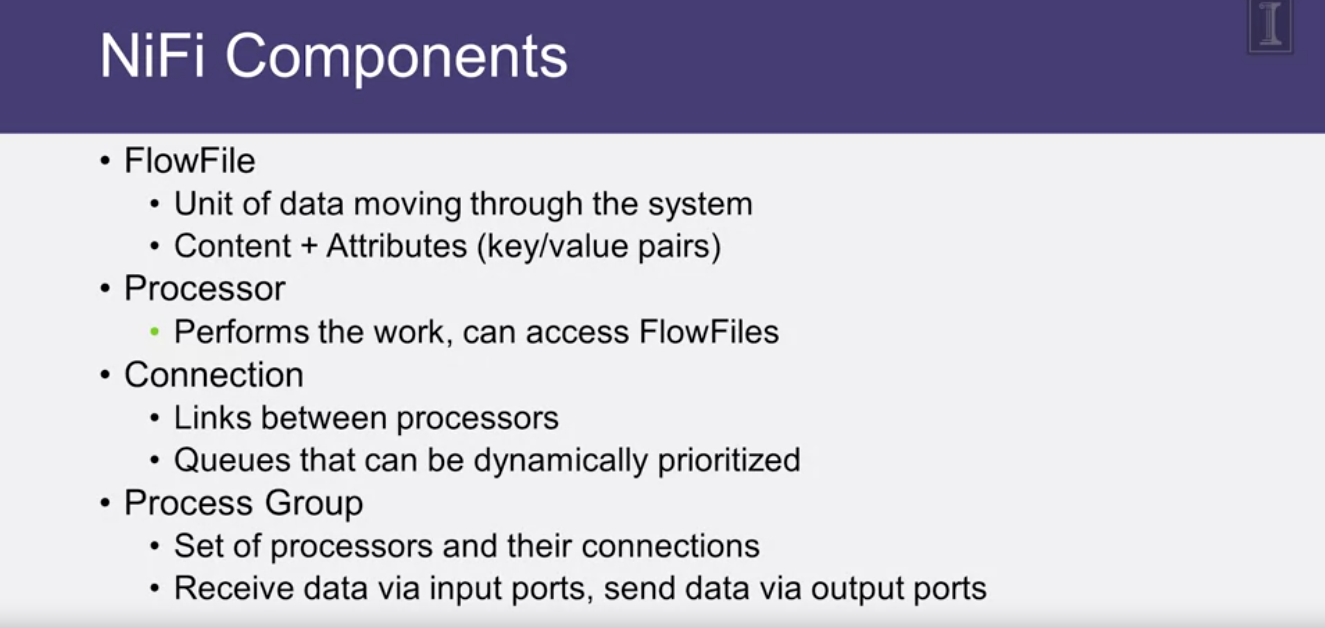 NiFi Components
I
• FlowFile
• Unit of data moving through the system
• Content + Attributes (key/value pairs)
• Processor
• Performs the work, can access FlowFiles
• Connection
• Links between processors
• Queues that can be dynamically prioritized
• Process Group
• Set of processors and their connections
• Receive data via input ports, send data via output ports